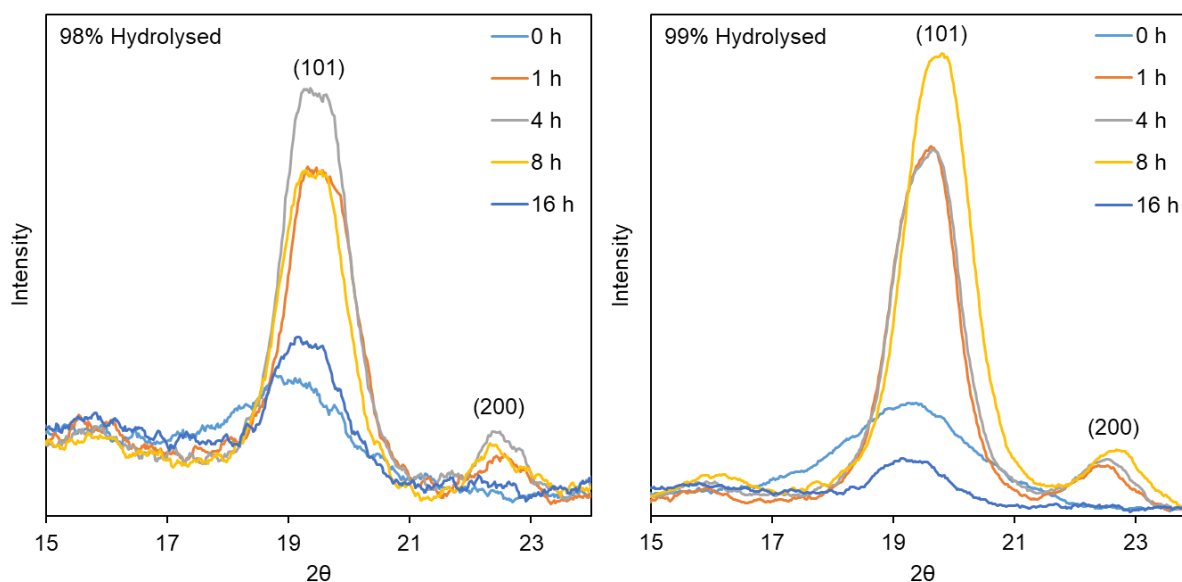 98% Hydrolysed
0 h
1 h
4 h
8 h
16 h
(101)
(200)
Intensity
15 17 19 21 23
2θ
99% Hydrolysed
0 h
1 h
4 h
8 h
16 h
(101)
(200)
Intensity
15 17 19 21 23
2θ